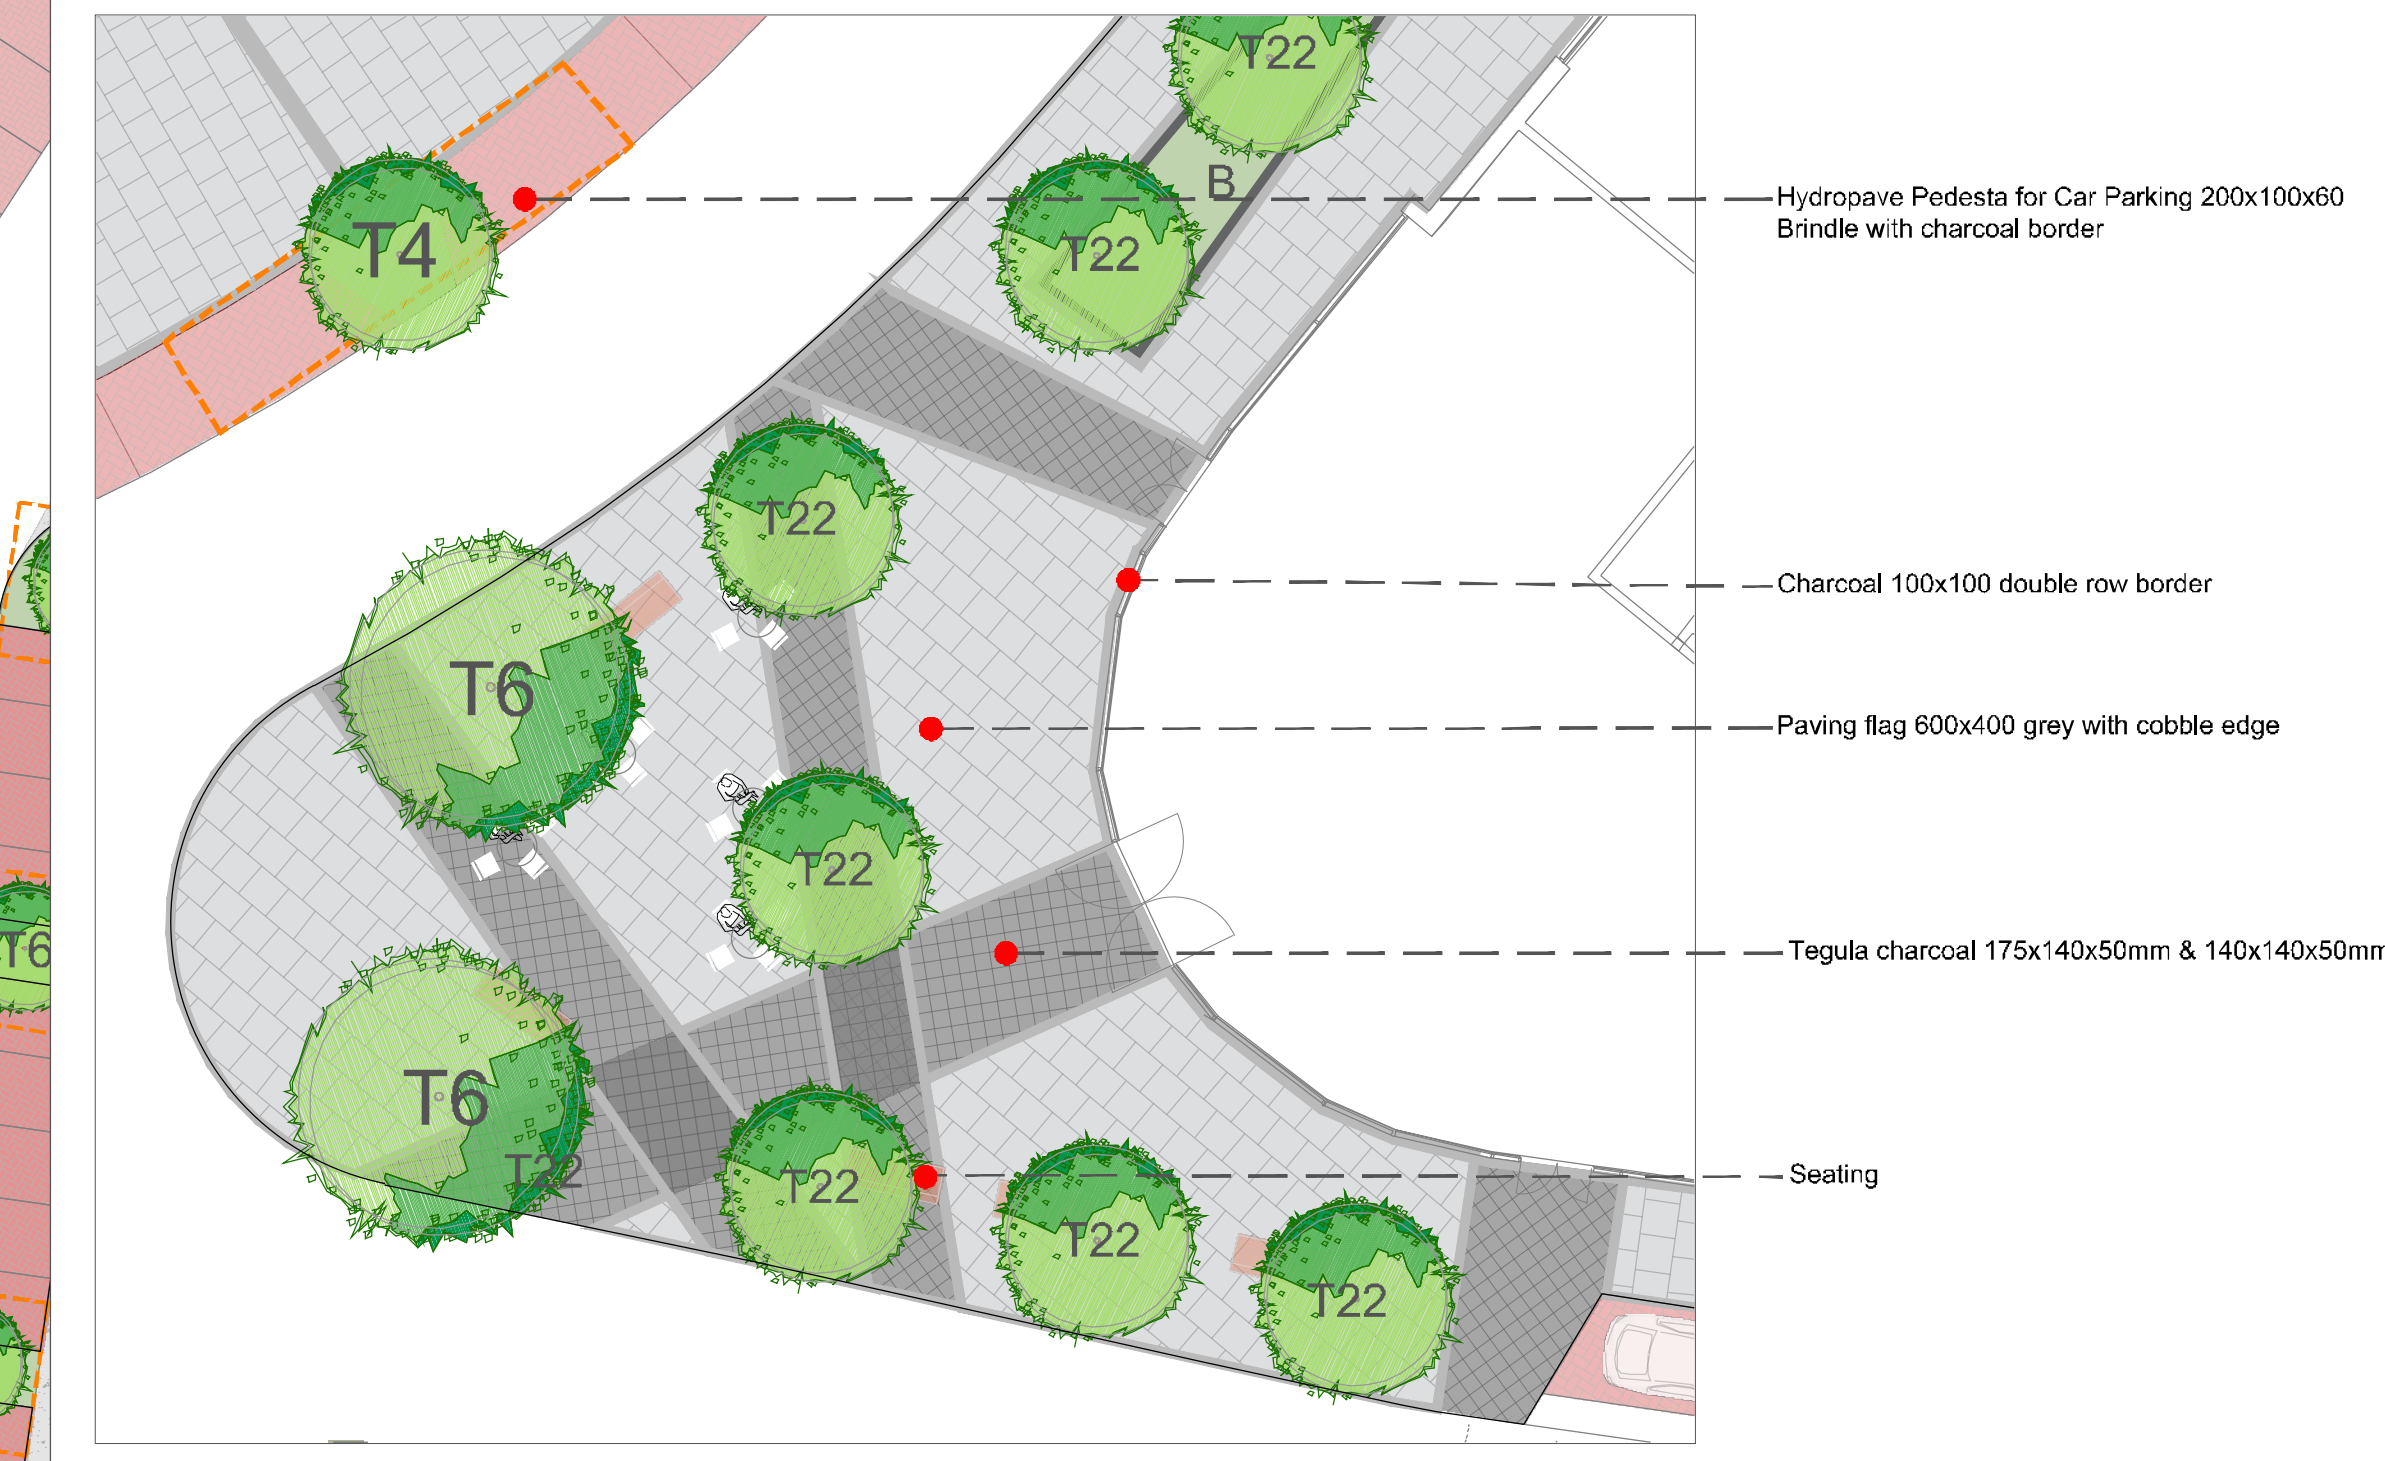 T22
B
T4
T22
Hydropave Pedesta for Car Parking 200x100x60
Brindle with charcoal border
T22
Charcoal 100x100 double row border
T6
Paving flag 600x400 grey with cobble edge
T22
T6
Tegula charcoal 175x140x50mm & 140x140x50mm
T6
T22
T22
Seating
T22
T22